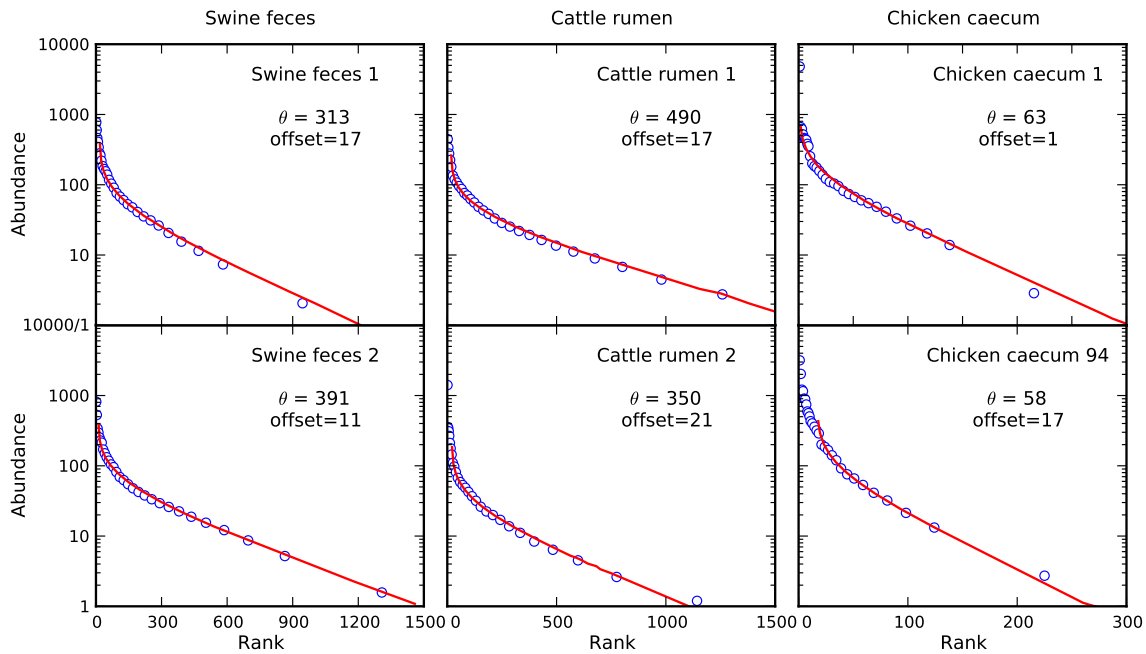 Swine feces Cattle rumen Chicken caecum
10000
1000
100
10
10000/1
1000
100
10
1
Abundance
Abundance
Swine feces 1
θ = 313
offset=17
Cattle rumen 1
θ = 490
offset=17
Chicken caecum 1
θ = 63
offset=1
Swine feces 2
θ = 391
offset=11
Cattle rumen 2
θ = 350
offset=21
Chicken caecum 94
θ = 58
offset=17
0 300 600 900 1200 1500
0 500 1000 1500
0 100 200 300
Rank Rank Rank